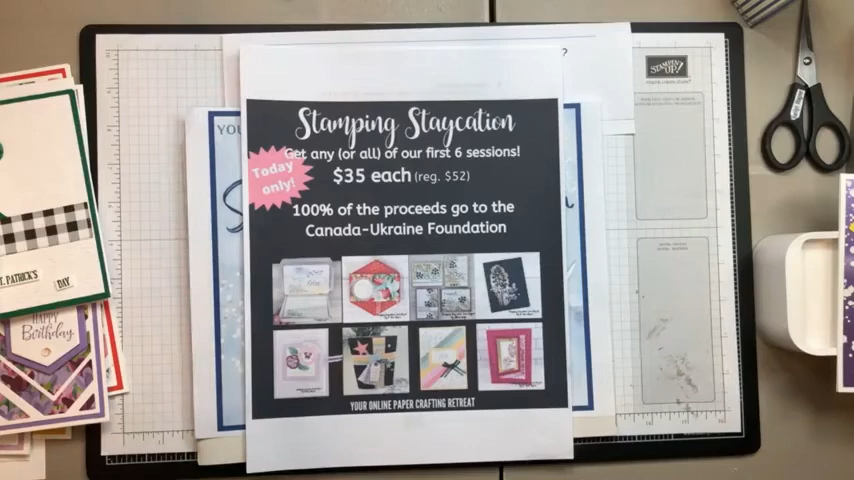 ?
STAMPIN' UP!
YOU
Stamping Staycation
Get any (or all) of our first 6 sessions!
Today
only!
$35 each (reg. $52)
100% of the proceeds go to the
Canada-Ukraine Foundation
YOUR ONLINE PAPER CRAFTING RETREAT
T. PATRICK'S
DAY
HAPPY
Birthday